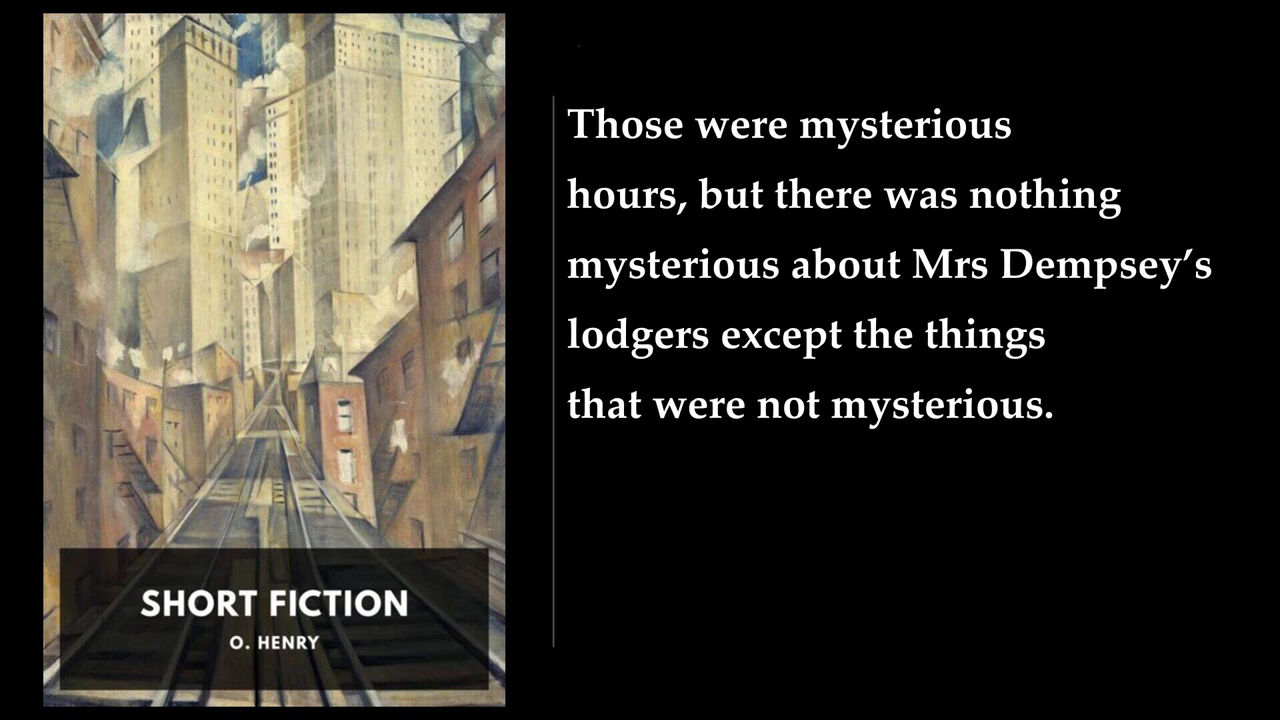 Those were mysterious
hours, but there was nothing
mysterious about Mrs Dempsey’s
lodgers except the things
that were not mysterious.
SHORT FICTION
O. HENRY